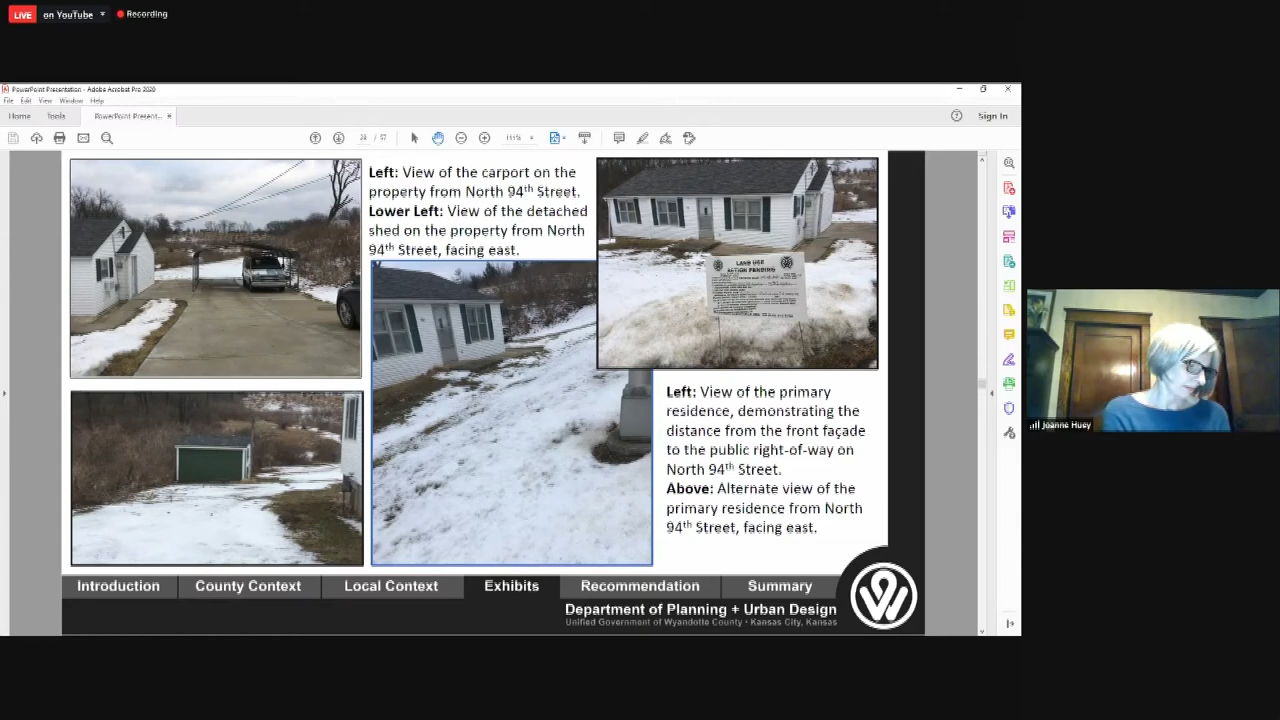 LIVE on YouTube Recording
PowerPoint Presentation - Adobe Acrobat Pro 2020
File Edit View Window Help
Home Tools PowerPoint Present... × Sign In
/ 57 111%
Left: View of the carport on the
property from North 94th Street.
Lower Left: View of the detached
shed on the property from North
94th Street, facing east.
LAND USE
ACTION PENDING
Left: View of the primary
residence, demonstrating the
distance from the front façade
to the public right-of-way on
North 94th Street.
Above: Alternate view of the
primary residence from North
94th Street, facing east.
Introduction County Context Local Context Exhibits Recommendation Summary
Department of Planning + Urban Design
Unified Government of Wyandotte County • Kansas City, Kansas
Joanne Huey